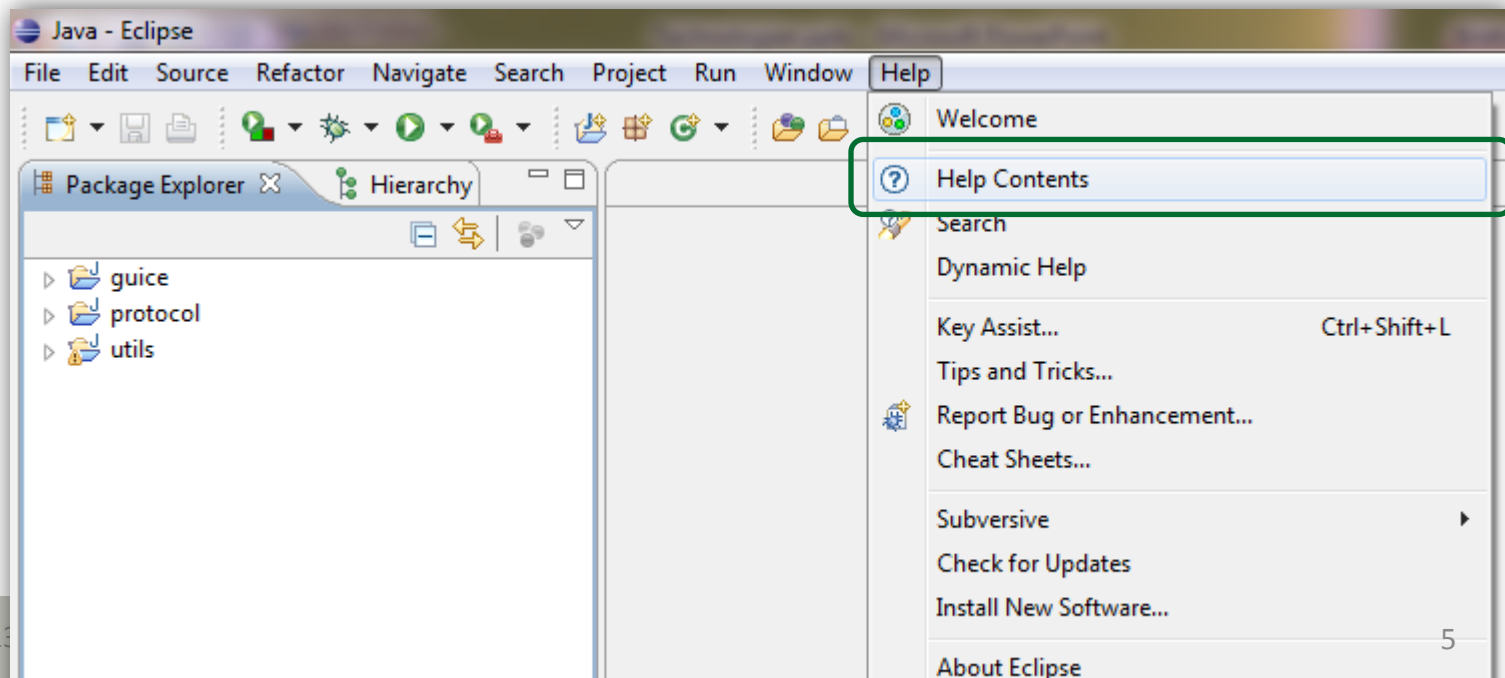 Java - Eclipse
File Edit Source Refactor Navigate Search Project Run Window Help
Welcome
Package Explorer Hierarchy
Help Contents
Search
Dynamic Help
guice
protocol
utils
Key Assist... Ctrl+Shift+L
Tips and Tricks...
Report Bug or Enhancement...
Cheat Sheets...
Subversive
Check for Updates
Install New Software...
5
About Eclipse